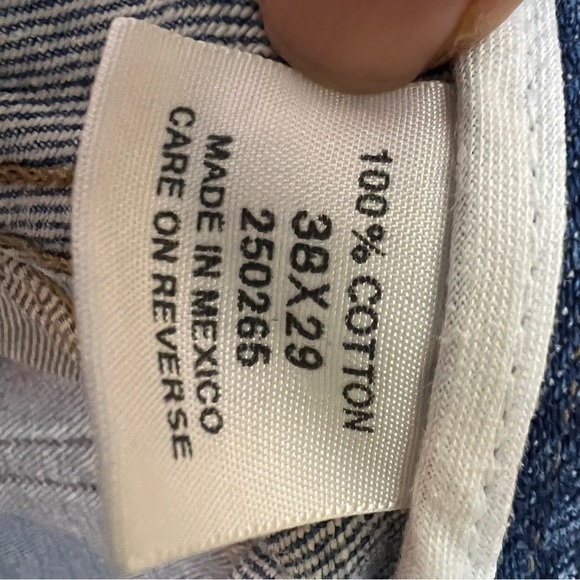 100% COTTON
38X29
250265
MADE IN MEXICO
CARE ON REVERSE